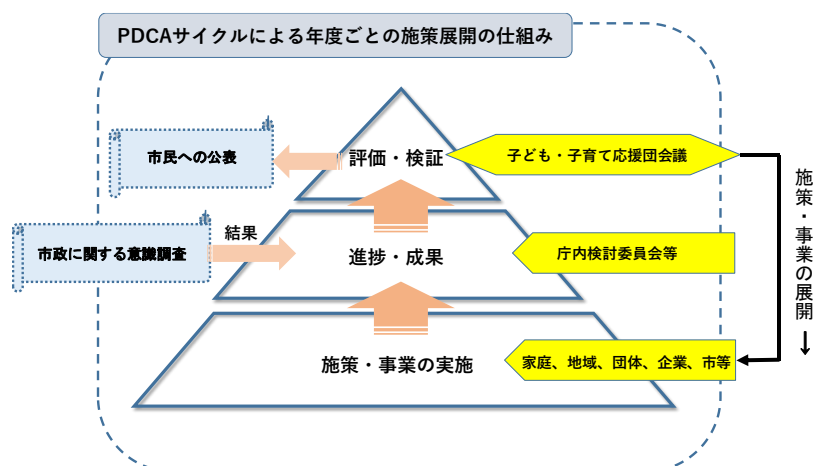 PDCAサイクルによる年度ごとの施策展開の仕組み
市民への公表
評価・検証
子ども・子育て応援団会議
市政に関する意識調査
結果
進捗・成果
庁内検討委員会等
施策・事業の実施
家庭、地域、団体、企業、市等
施策・事業の展開